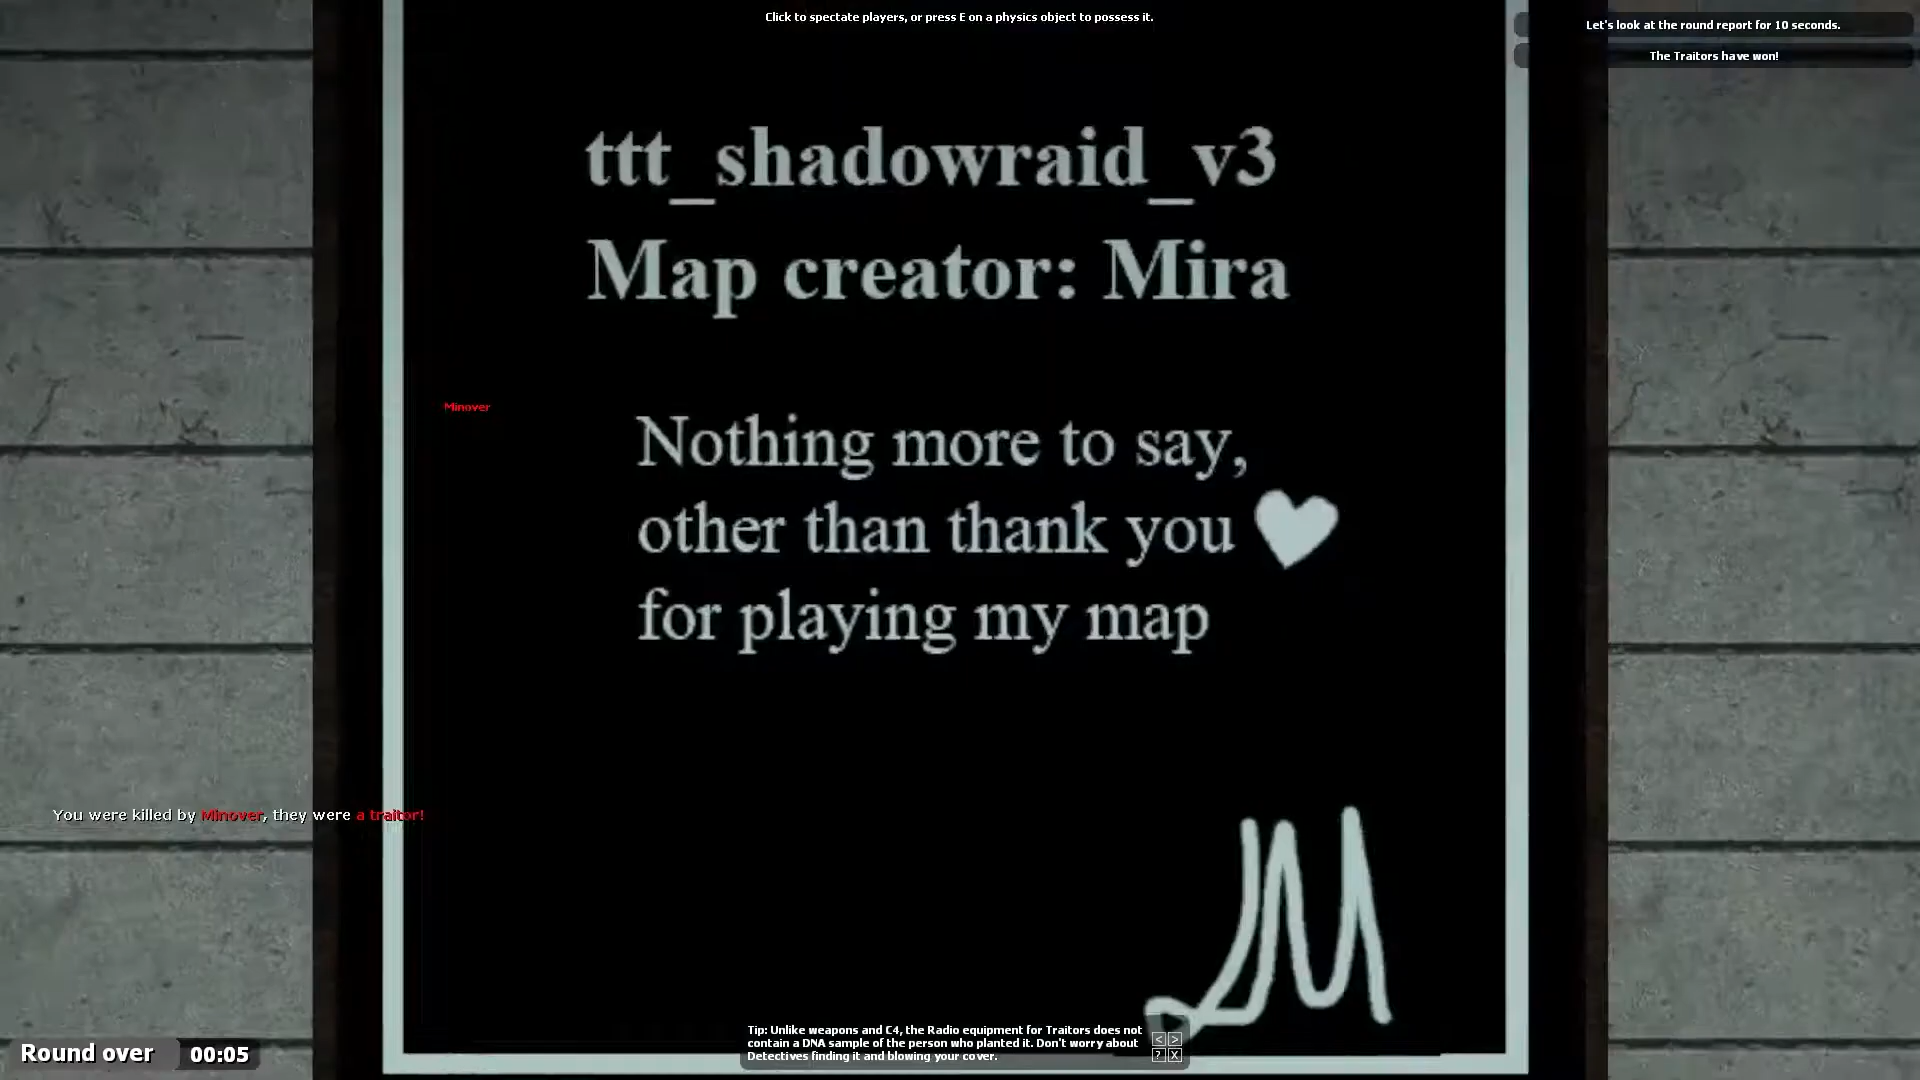 Click to spectate players, or press E on a physics object to possess it.
Let's look at the round report for 10 seconds.
The Traitors have won!
ttt_shadowraid_v3
Map creator: Mira
Minover
Nothing more to say,
other than thank you ♥
for playing my map
You were killed by Minover, they were a traitor!
M
Tip: Unlike weapons and C4, the Radio equipment for Traitors does not
contain a DNA sample of the person who planted it. Don't worry about
Detectives finding it and blowing your cover.
< >
? X
Round over 00:05